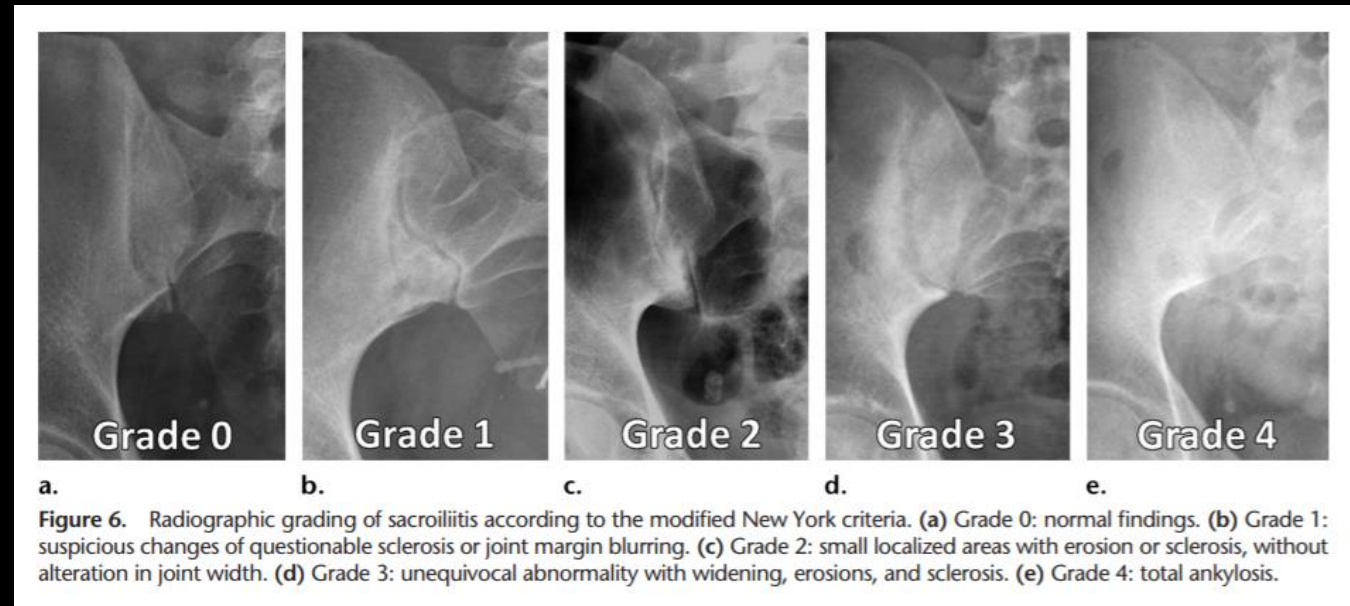 Grade 0
Grade 1
Grade 2
Grade 3
Grade 4
a.
b.
c.
d.
e.
Figure 6. Radiographic grading of sacroiliitis according to the modified New York criteria. (a) Grade 0: normal findings. (b) Grade 1:
suspicious changes of questionable sclerosis or joint margin blurring. (c) Grade 2: small localized areas with erosion or sclerosis, without
alteration in joint width. (d) Grade 3: unequivocal abnormality with widening, erosions, and sclerosis. (e) Grade 4: total ankylosis.